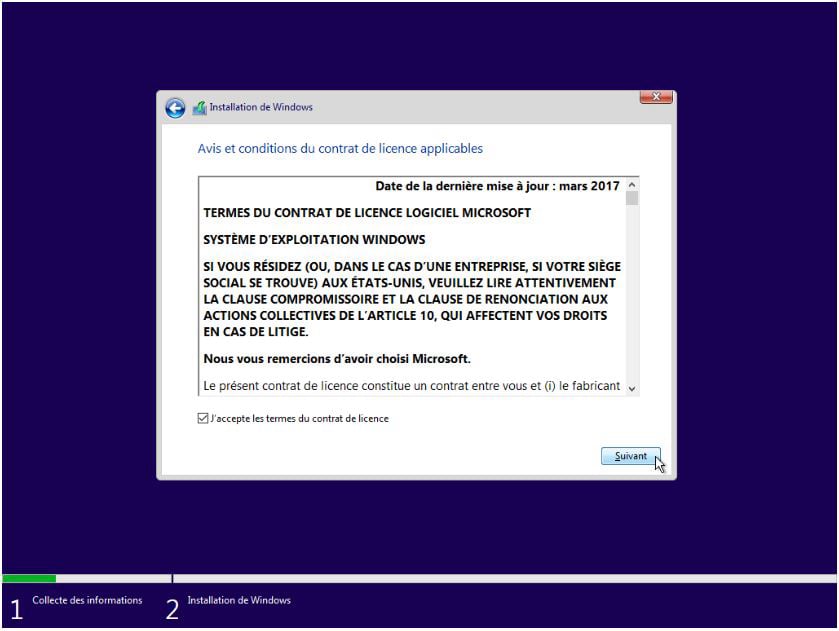 Installation de Windows
Avis et conditions du contrat de licence applicables
Date de la dernière mise à jour : mars 2017
TERMES DU CONTRAT DE LICENCE LOGICIEL MICROSOFT
SYSTÈME D'EXPLOITATION WINDOWS
SI VOUS RÉSIDEZ (OU, DANS LE CAS D'UNE ENTREPRISE, SI VOTRE SIÈGE
SOCIAL SE TROUVE) AUX ÉTATS-UNIS, VEUILLEZ LIRE ATTENTIVEMENT
LA CLAUSE COMPROMISSOIRE ET LA CLAUSE DE RENONCIATION AUX
ACTIONS COLLECTIVES DE L'ARTICLE 10, QUI AFFECTENT VOS DROITS
EN CAS DE LITIGE.
Nous vous remercions d'avoir choisi Microsoft.
Le présent contrat de licence constitue un contrat entre vous et (i) le fabricant
J'accepte les termes du contrat de licence
Suivant
1 Collecte des informations
2 Installation de Windows